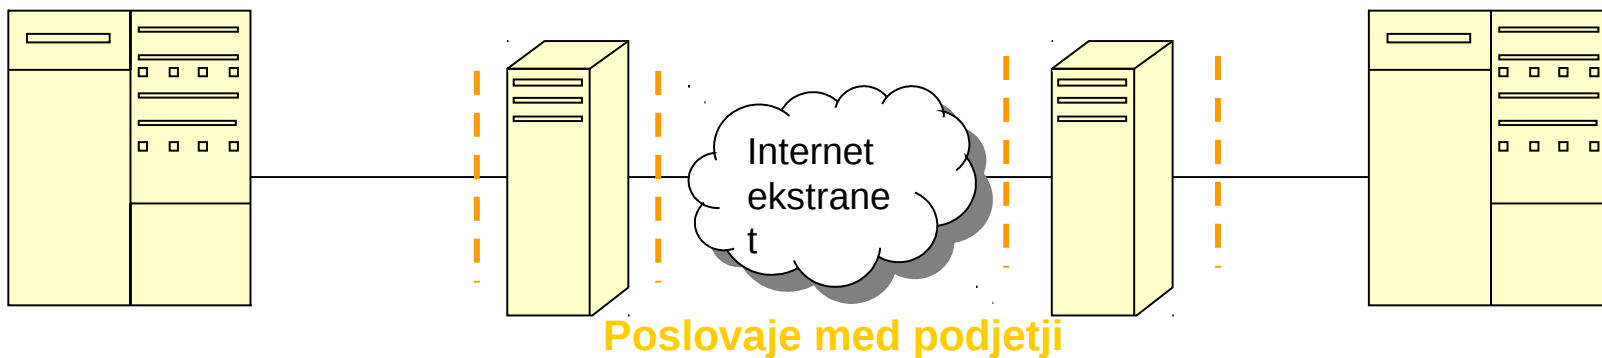 Internet
ekstrane
t
Poslovaje med podjetji